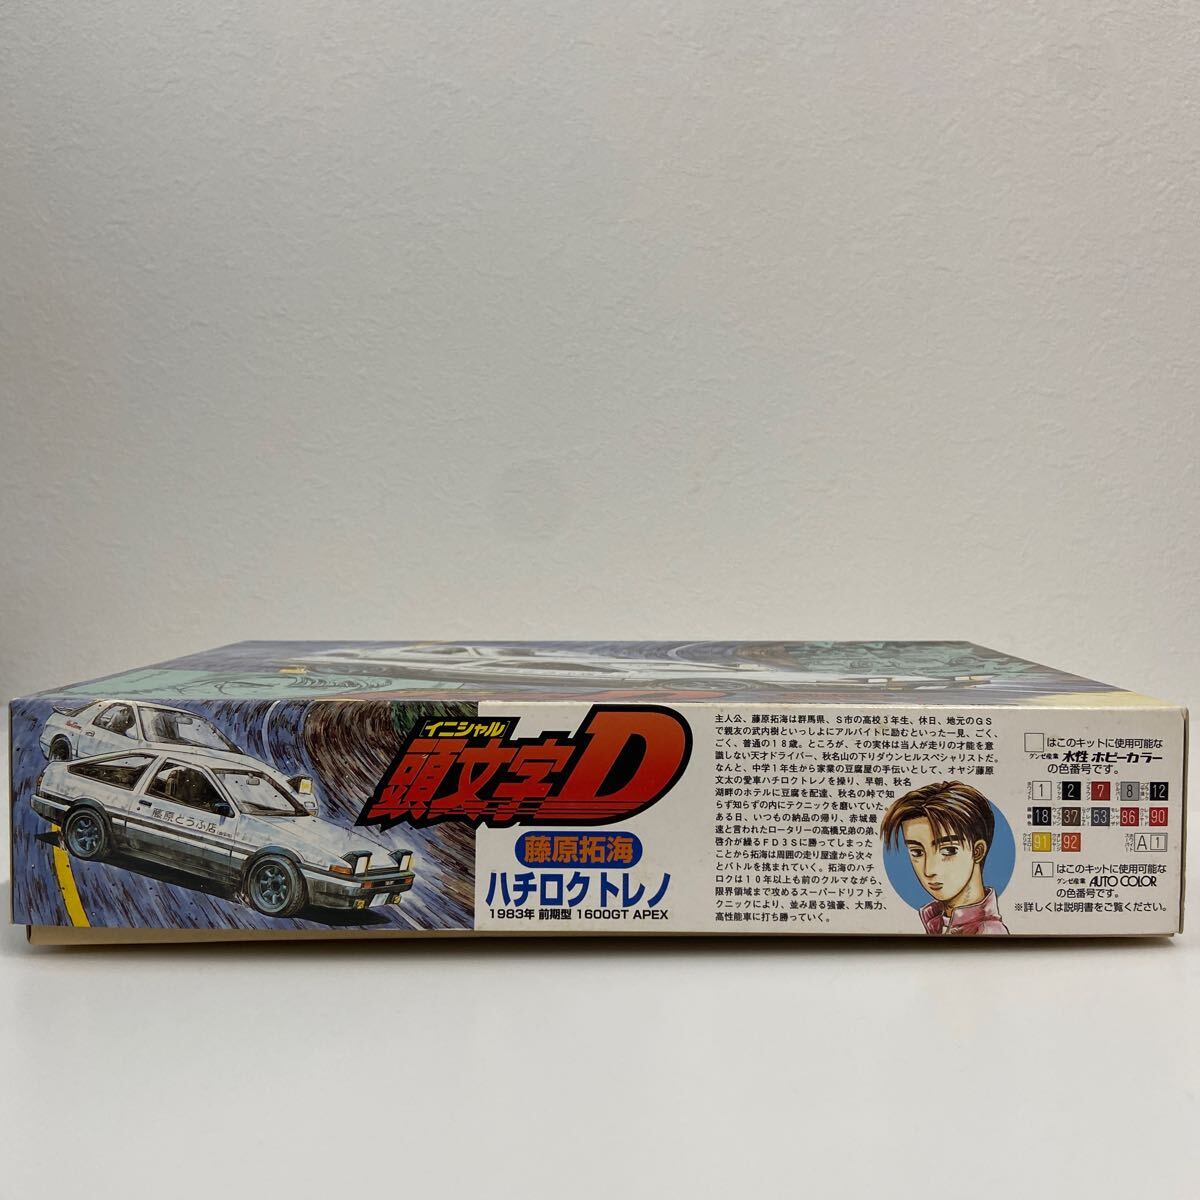 イニシャル
頭文字D
藤原拓海
ハチロクトレノ
1983年 前期型 1600GT APEX
藤原とうふ店
主人公、藤原拓海は群馬県、S市の高校3年生、休日、地元のGS
で親友の武内樹といっしよにアルバイトに励むといった一見、ごく、
ごく、普通の18歳。ところが、その実体は当人が走りの才能を意
識しない天才ドライバー、秋名山の下りダウンヒルスペシャリストだ。
なんと、中学1年生から家業の豆腐屋の手伝いとして、オヤジ藤原
文太の愛車ハチロクトレノを操り、早朝、秋名
湖畔のホテルに豆腐を配達、秋名の峠で知
らず知らずの内にテクニックを磨いていた。
ある日、いつもの納品の帰り、赤城最
速と言われたロータリーの高橋兄弟の弟、
啓介が繰るFD3Sに勝ってしまった
ことから拓海は周囲の走り屋達から次々
とバトルを挑まれていく。拓海のハチ
ロクは10年以上も前のクルマながら、
限界領域まで攻めるスーパードリフトテ
クニックにより、並み居る強豪、大馬力、
高性能車に打ち勝っていく。
はこのキットに使用可能な
グンゼ産業 水性 ホビーカラー
の色番号です。
1 2 7 8 12
18 37 53 86 90
91 92 A 1
A はこのキットに使用可能な
グンゼ産業 AUTO COLOR
の色番号です。
※詳しくは説明書をご覧ください。